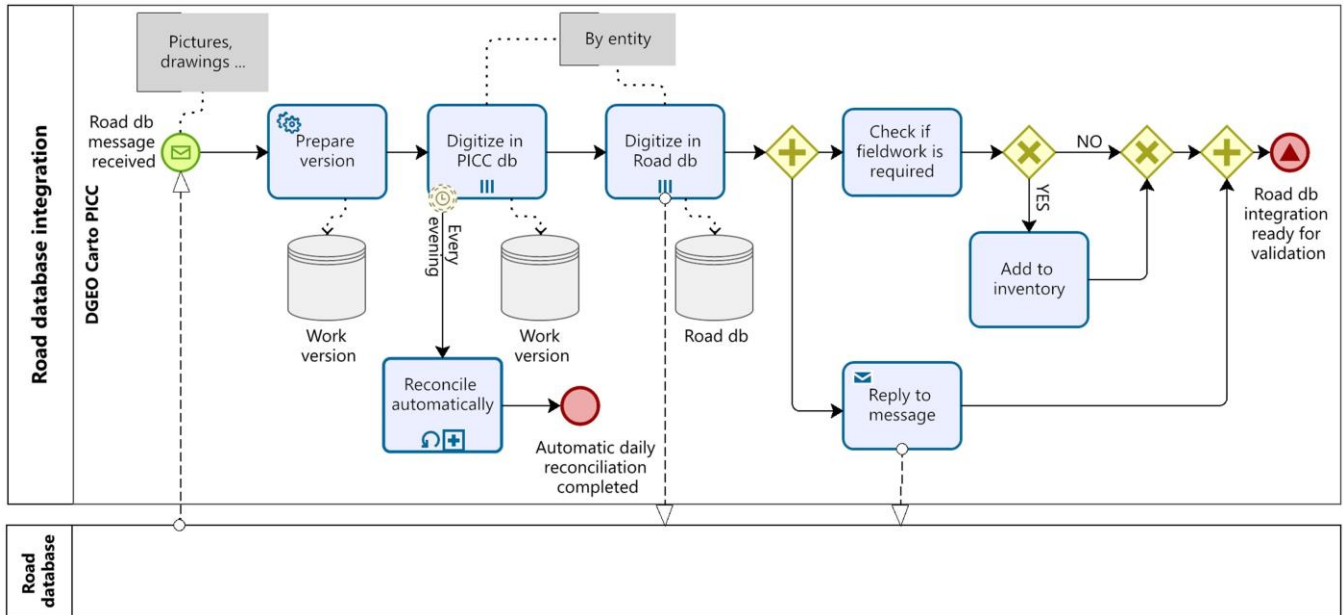 Road database integration
DGEO Carto PICC
Pictures,
drawings ...
By entity
Road db
message
received
Prepare
version
Digitize in
PICC db
Digitize in
Road db
Check if
fieldwork is
required
NO
YES
Road db
integration
ready for
validation
Every
evening
Add to
inventory
Work
version
Work
version
Road db
Reconcile
automatically
Reply to
message
Automatic daily
reconciliation
completed
Road
database